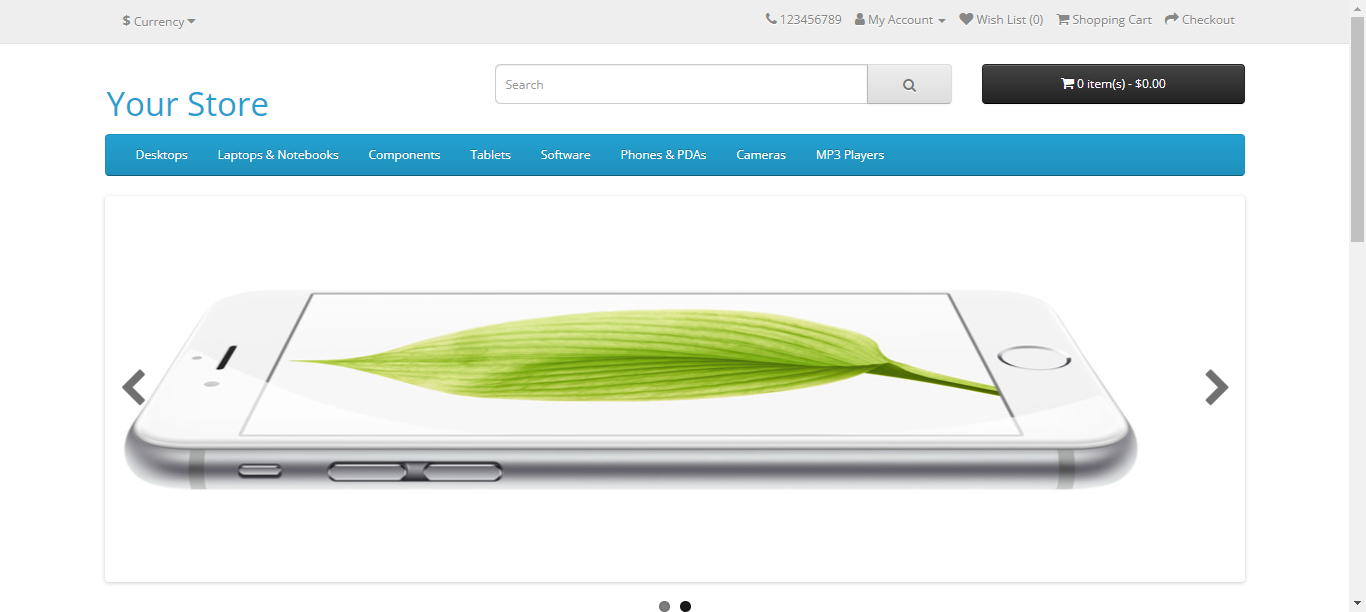 $ Currency
123456789 My Account Wish List (0) Shopping Cart Checkout
Your Store
Search
0 item(s) - $0.00
Desktops Laptops & Notebooks Components Tablets Software Phones & PDAs Cameras MP3 Players